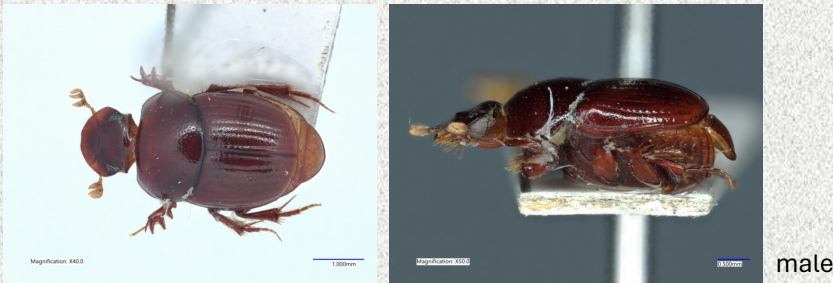 Magnification: X40.0
1.000mm
Magnification: X50.0
0.500mm
male